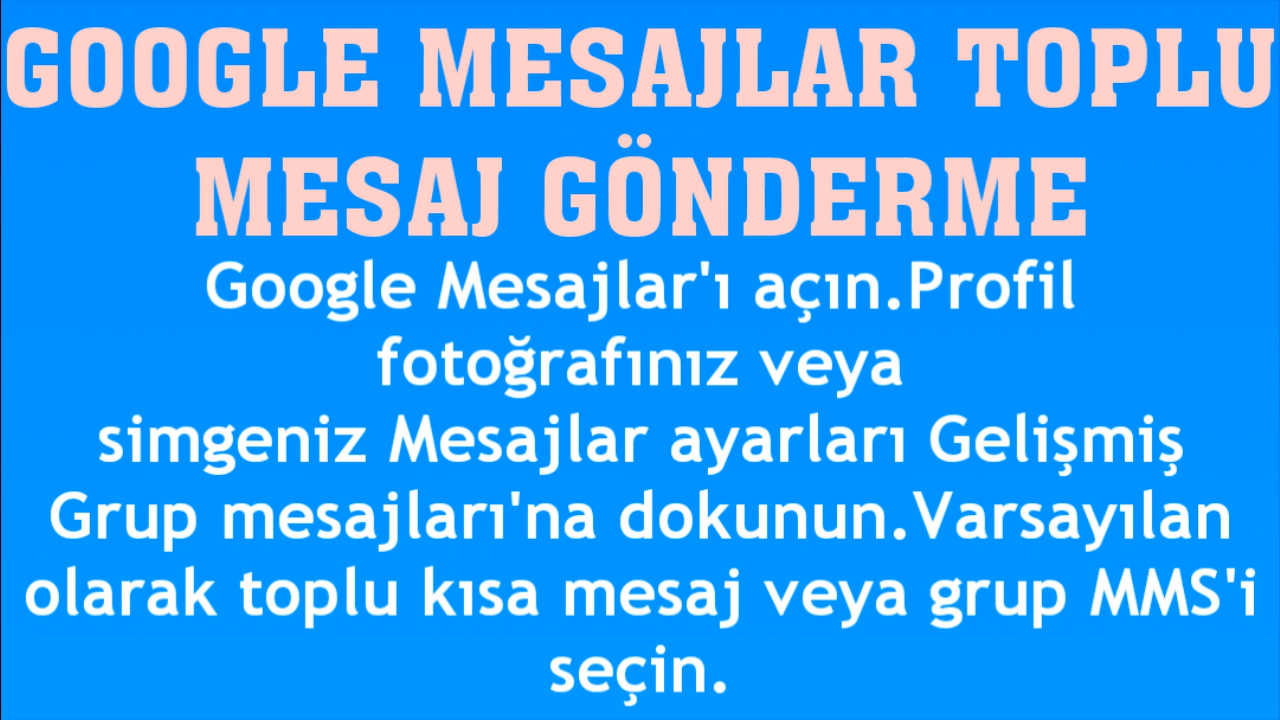 GOOGLE MESAJLAR TOPLU
MESAJ GÖNDERME
Google Mesajlar'ı açın.Profil
fotoğrafınız veya
simgeniz Mesajlar ayarları Gelişmiş
Grup mesajları'na dokunun.Varsayılan
olarak toplu kısa mesaj veya grup MMS'i
seçin.